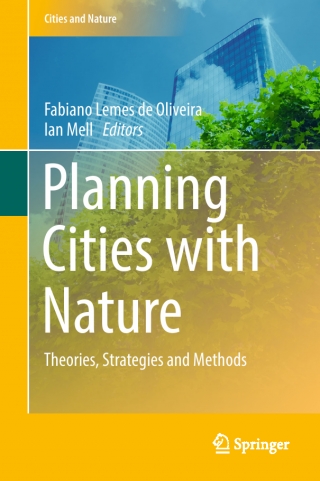 Cities and Nature
Fabiano Lemes de Oliveira
Ian Mell Editors
Planning
Cities with
Nature
Theories, Strategies and Methods
Springer